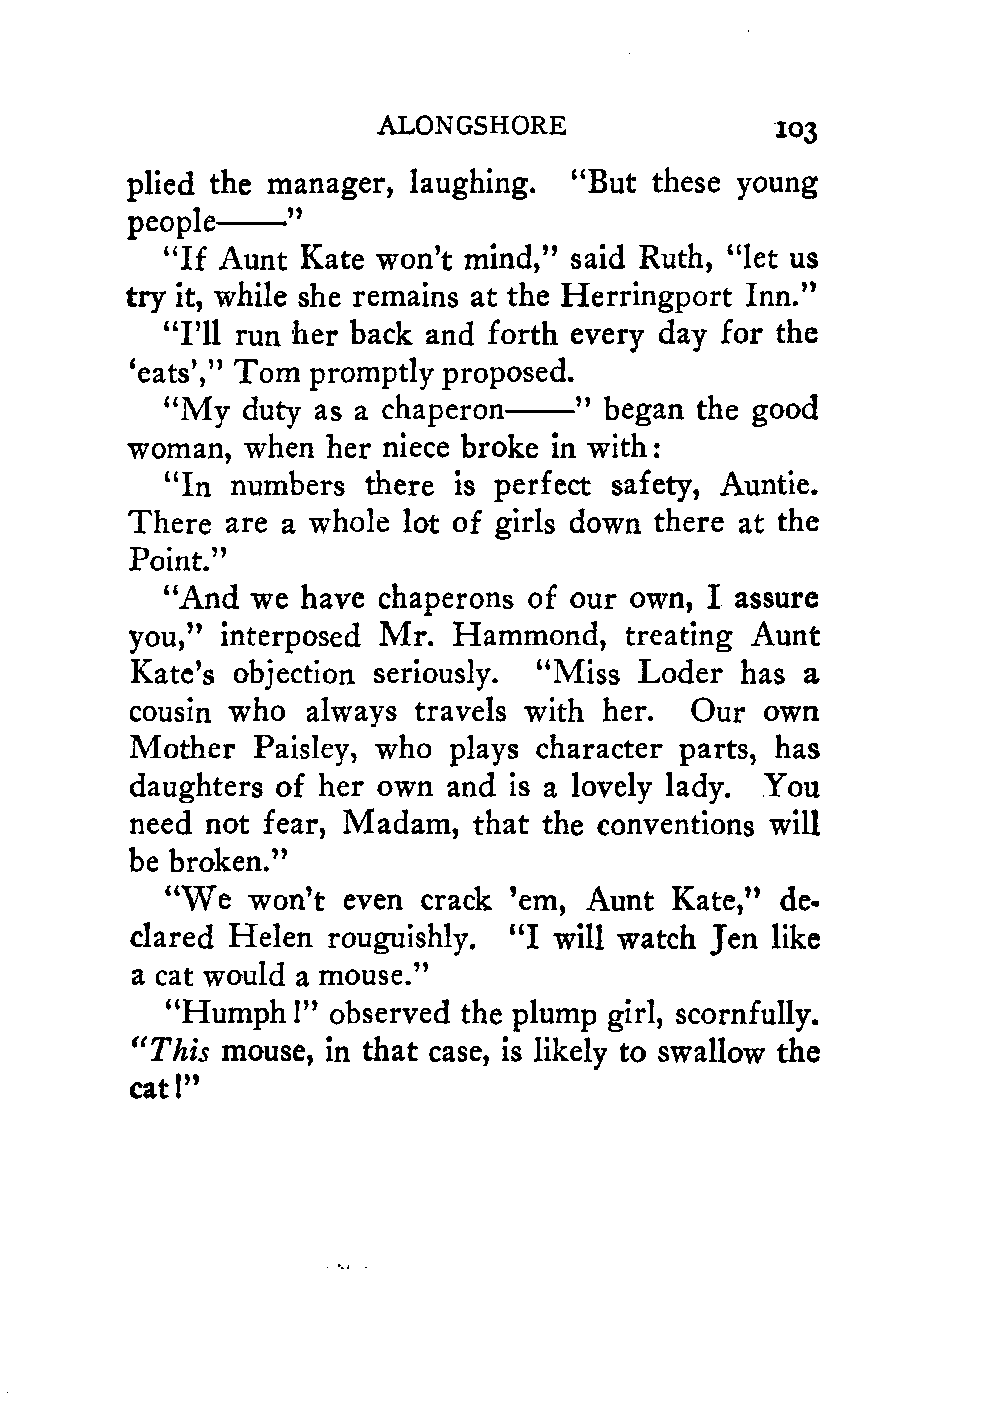 ALONGSHORE 103
plied the manager, laughing. "But these young
people——"
"If Aunt Kate won't mind," said Ruth, "let us
try it, while she remains at the Herringport Inn."
"I'll run her back and forth every day for the
'eats'," Tom promptly proposed.
"My duty as a chaperon——" began the good
woman, when her niece broke in with:
"In numbers there is perfect safety, Auntie.
There are a whole lot of girls down there at the
Point."
"And we have chaperons of our own, I assure
you," interposed Mr. Hammond, treating Aunt
Kate's objection seriously. "Miss Loder has a
cousin who always travels with her. Our own
Mother Paisley, who plays character parts, has
daughters of her own and is a lovely lady. You
need not fear, Madam, that the conventions will
be broken."
"We won't even crack 'em, Aunt Kate," de-
clared Helen rouguishly. "I will watch Jen like
a cat would a mouse."
"Humph!" observed the plump girl, scornfully.
"This mouse, in that case, is likely to swallow the
cat!"